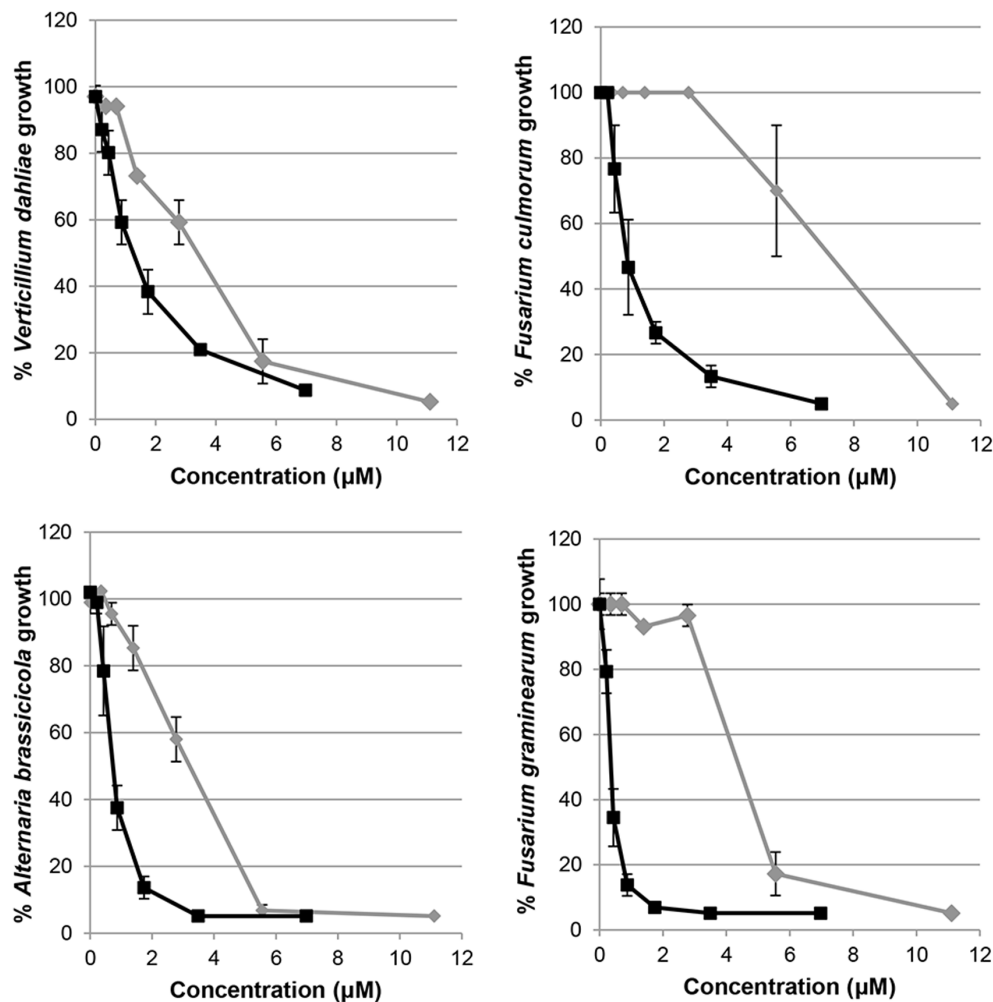 120
100
80
60
40
20
0
0 2 4 6 8 10 12
% Verticillium dahliae growth
Concentration (µM)
120
100
80
60
40
20
0
0 2 4 6 8 10 12
% Fusarium culmorum growth
Concentration (µM)
120
100
80
60
40
20
0
0 2 4 6 8 10 12
% Alternaria brassicicola growth
Concentration (µM)
120
100
80
60
40
20
0
0 2 4 6 8 10 12
% Fusarium graminearum growth
Concentration (µM)